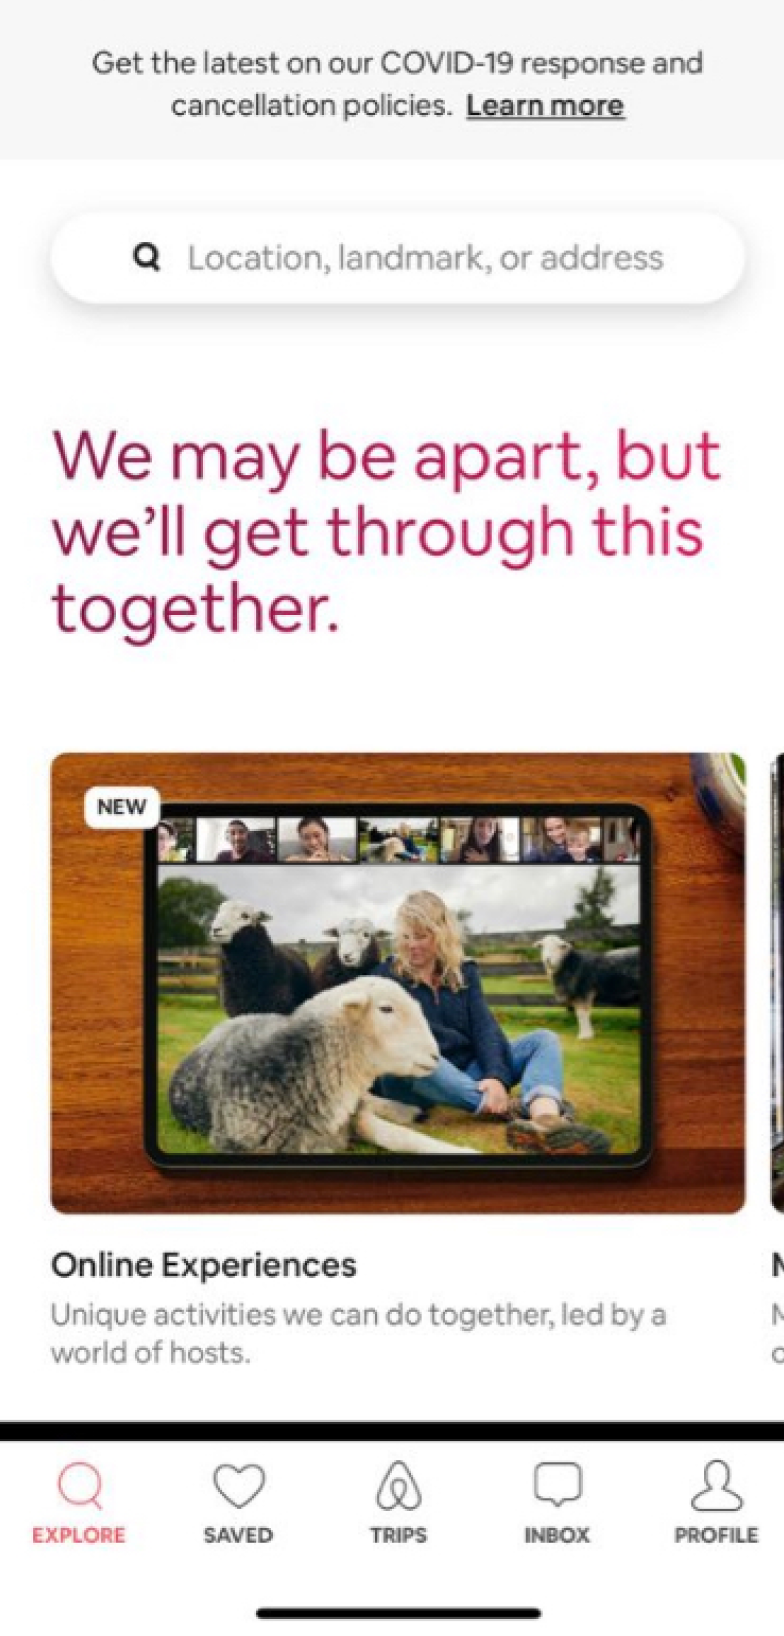 Get the latest on our COVID-19 response and
cancellation policies. Learn more
Location, landmark, or address
We may be apart, but
we’ll get through this
together.
NEW
Online Experiences
Unique activities we can do together, led by a
world of hosts.
EXPLORE SAVED TRIPS INBOX PROFILE